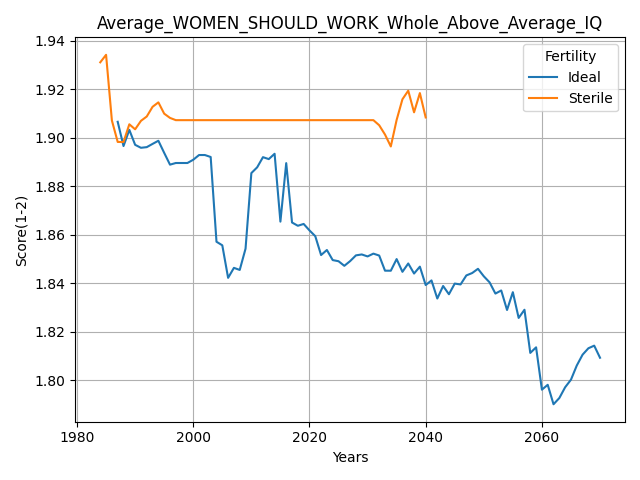 Average_WOMEN_SHOULD_WORK_Whole_Above_Average_IQ
Score(1-2)
1.94
1.92
1.90
1.88
1.86
1.84
1.82
1.80
Fertility
Ideal
Sterile
1980
2000
2020
2040
2060
Years